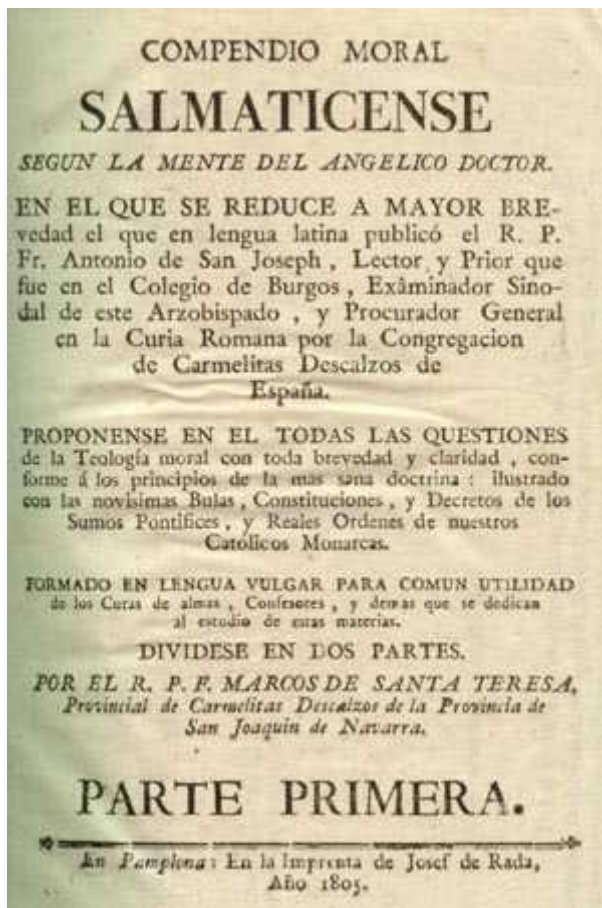 COMPENDIO MORAL
SALMATICENSE
SEGUN LA MENTE DEL ANGELICO DOCTOR.
EN EL QUE SE REDUCE A MAYOR BRE-
vedad el que en lengua latina publicó el R. P.
Fr. Antonio de San Joseph, Lector y Prior que
fue en el Colegio de Burgos, Exâminador Sino-
dal de este Arzobispado, y Procurador General
en la Curia Romana por la Congregacion
de Carmelitas Descalzos de
España.
PROPONENSE EN EL TODAS LAS QUESTIONES
de la Teología moral con toda brevedad y claridad, con-
forme á los principios de la mas sana doctrina: ilustrado
con las novisimas Bulas, Constituciones, y Decretos de los
Sumos Pontifices, y Reales Ordenes de nuestros
Católicos Monarcas.
FORMADO EN LENGUA VULGAR PARA COMUN UTILIDAD
de los Curas de almas, Confesores, y demas que se dedican
al estudio de estas materias.
DIVIDESE EN DOS PARTES.
POR EL R. P. F. MARCOS DE SANTA TERESA,
Provincial de Carmelitas Descalzos de la Provincia de
San Joaquin de Navarra.
PARTE PRIMERA.
En Pamplona: En la Imprenta de Josef de Rada,
Año 1805.